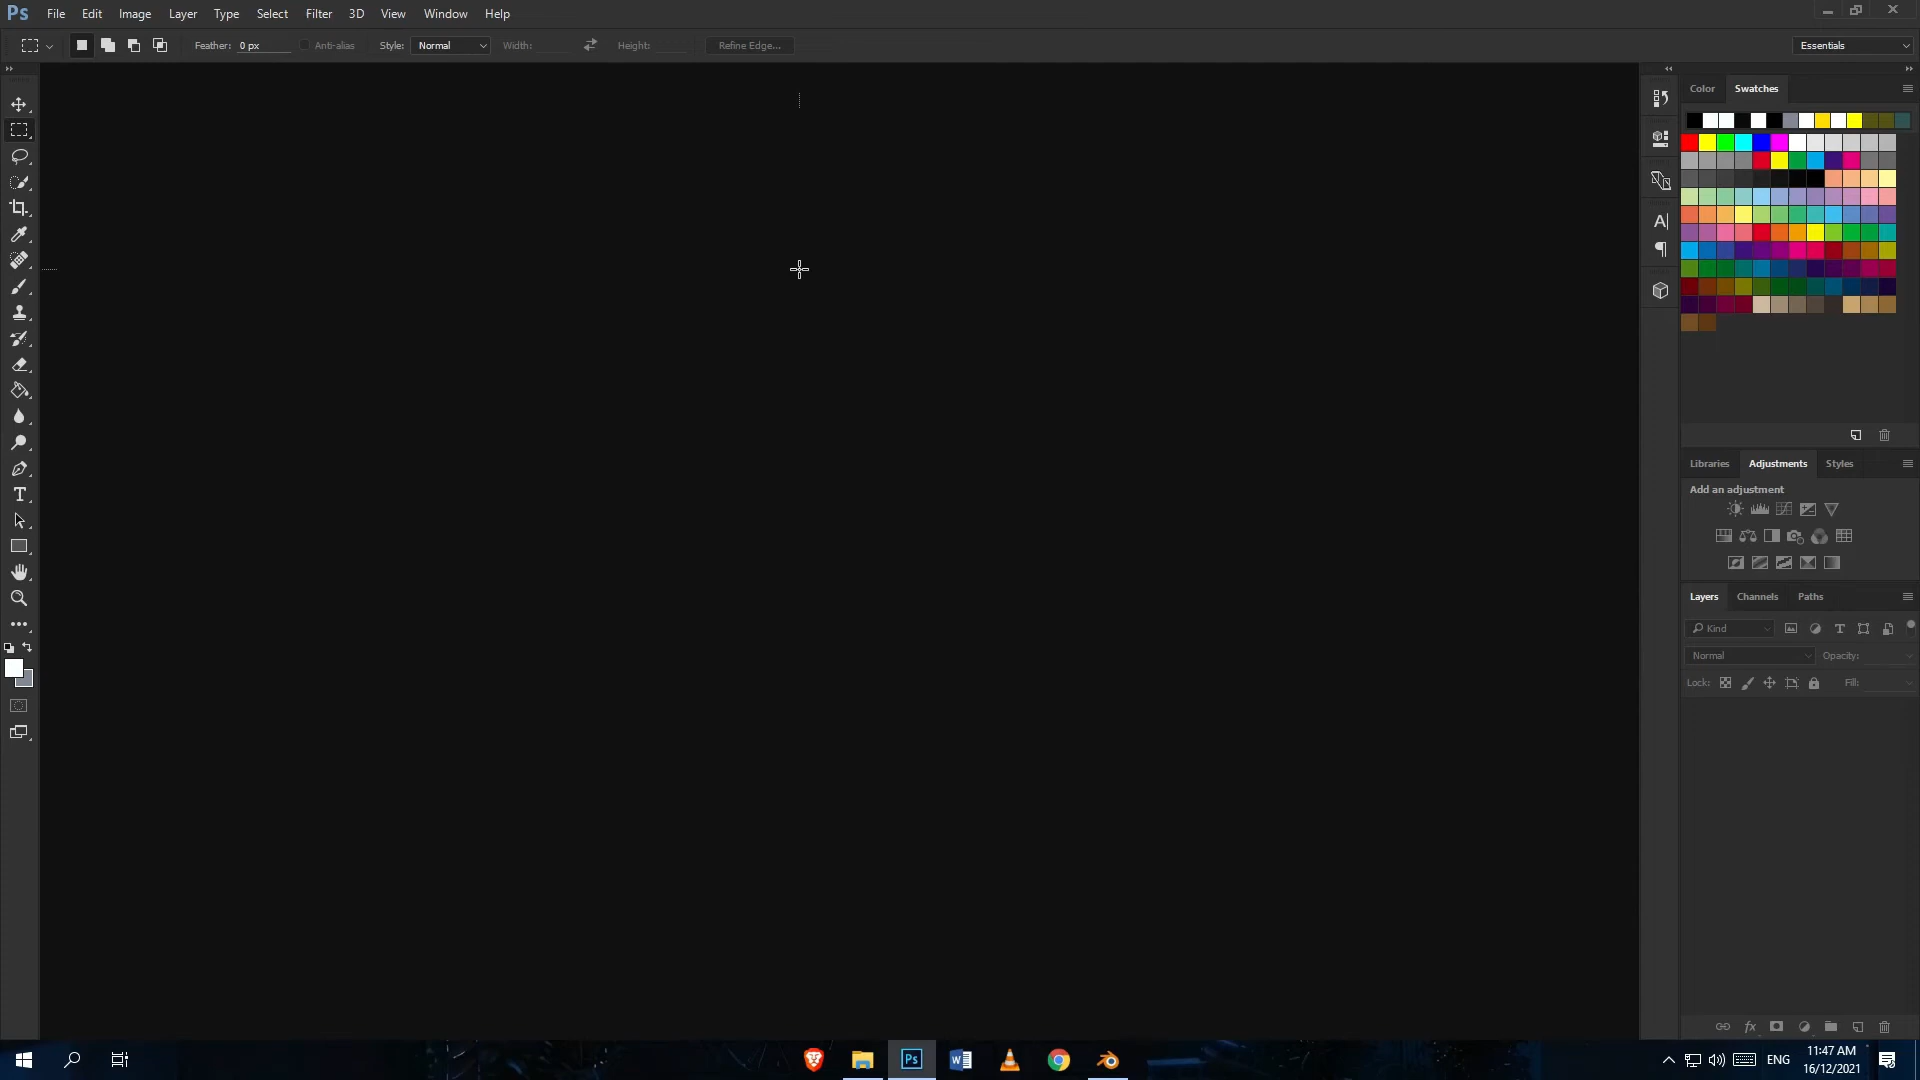 Ps File Edit Image Layer Type Select Filter 3D View Window Help
Feather: 0 px Anti-alias Style: Normal Width: Height: Refine Edge... Essentials
Color Swatches
Libraries Adjustments Styles
Add an adjustment
Layers Channels Paths
Kind
Normal Opacity:
Lock: Fill:
Ps
ENG
11:47 AM
16/12/2021